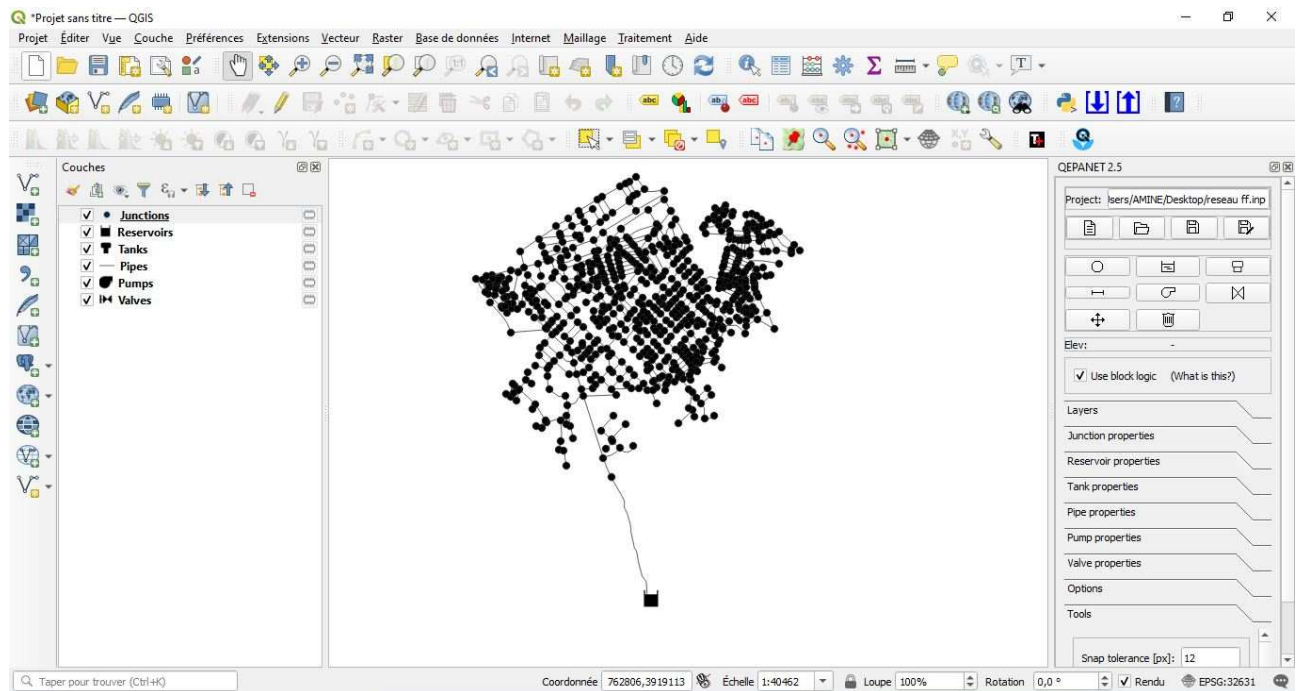 *Projet sans titre — QGIS
Projet Éditer Vue Couche Préférences Extensions Vecteur Raster Base de données Internet Maillage Traitement Aide
Couches
Junctions
Reservoirs
Tanks
Pipes
Pumps
Valves
QEPANET 2.5
Project: Jsers/AMINE/Desktop/reseau ff.inp
Elev: -
Use block logic (What is this?)
Layers
Junction properties
Reservoir properties
Tank properties
Pipe properties
Pump properties
Valve properties
Options
Tools
Snap tolerance [px]: 12
Taper pour trouver (Ctrl+K) Coordonnée 762806,3919113 Échelle 1:40462 Loupe 100% Rotation 0,0 ° Rendu EPSG:32631